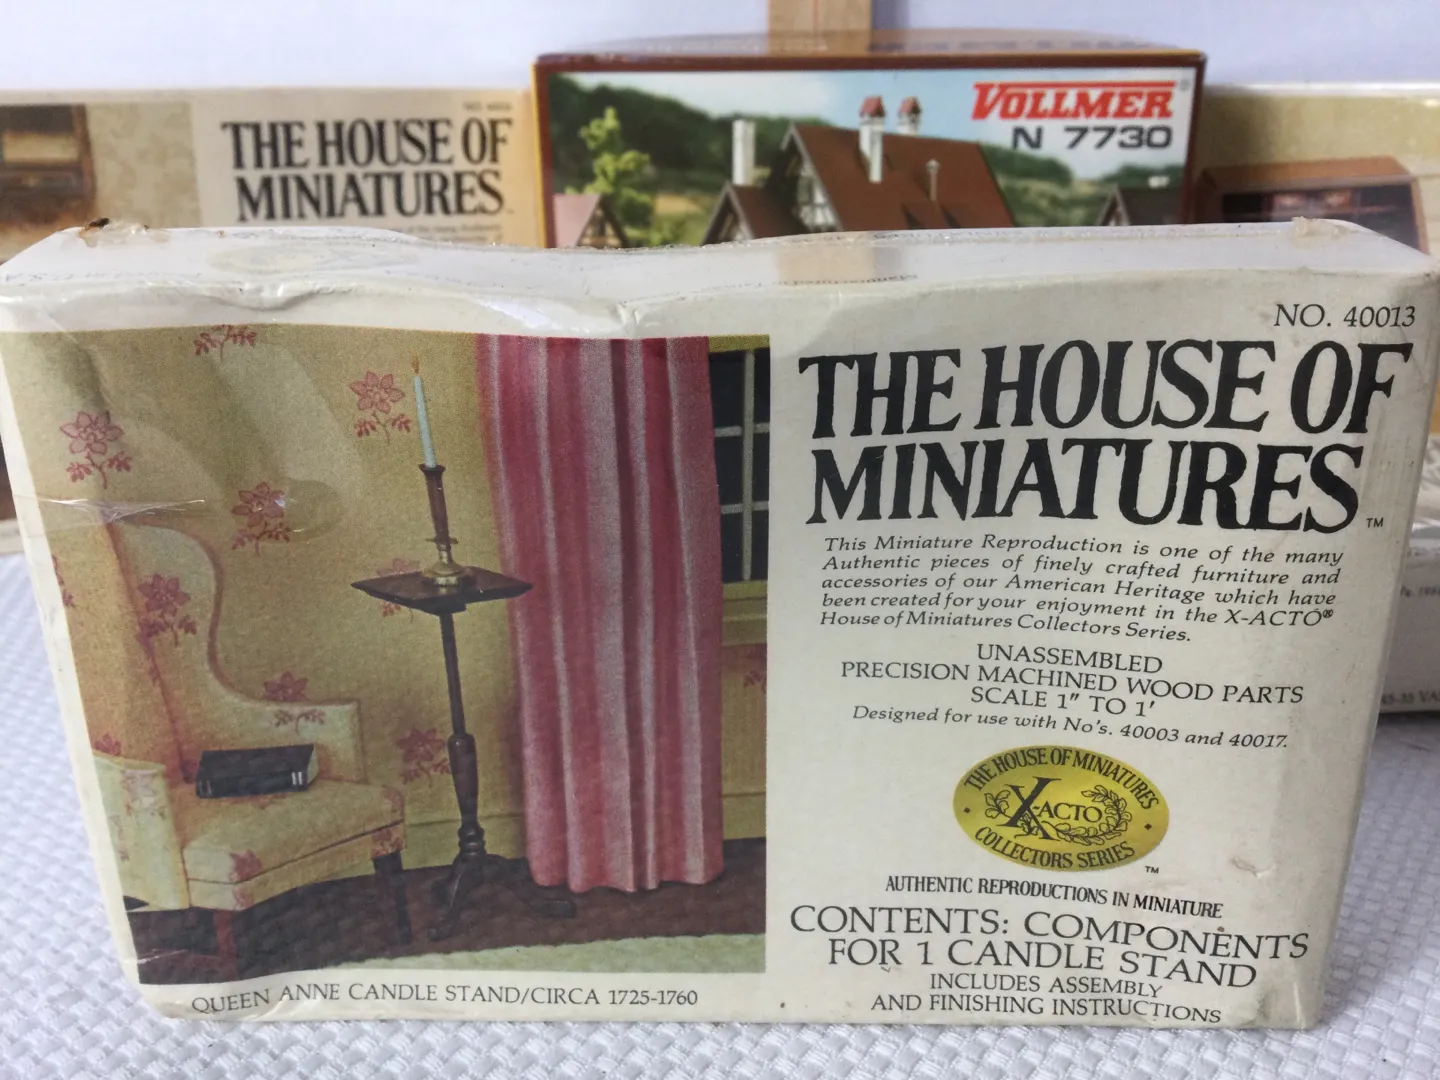 THE HOUSE OF
MINIATURES
VOLLMER®
N 7730
NO. 40013
THE HOUSE OF
MINIATURES™
This Miniature Reproduction is one of the many
Authentic pieces of finely crafted furniture and
accessories of our American Heritage which have
been created for your enjoyment in the X-ACTO®
House of Miniatures Collectors Series.
UNASSEMBLED
PRECISION MACHINED WOOD PARTS
SCALE 1" TO 1'
Designed for use with No's. 40003 and 40017.
THE HOUSE OF MINIATURES
X-ACTO
COLLECTORS SERIES
™
AUTHENTIC REPRODUCTIONS IN MINIATURE
CONTENTS: COMPONENTS
FOR 1 CANDLE STAND
INCLUDES ASSEMBLY
AND FINISHING INSTRUCTIONS
QUEEN ANNE CANDLE STAND/CIRCA 1725-1760